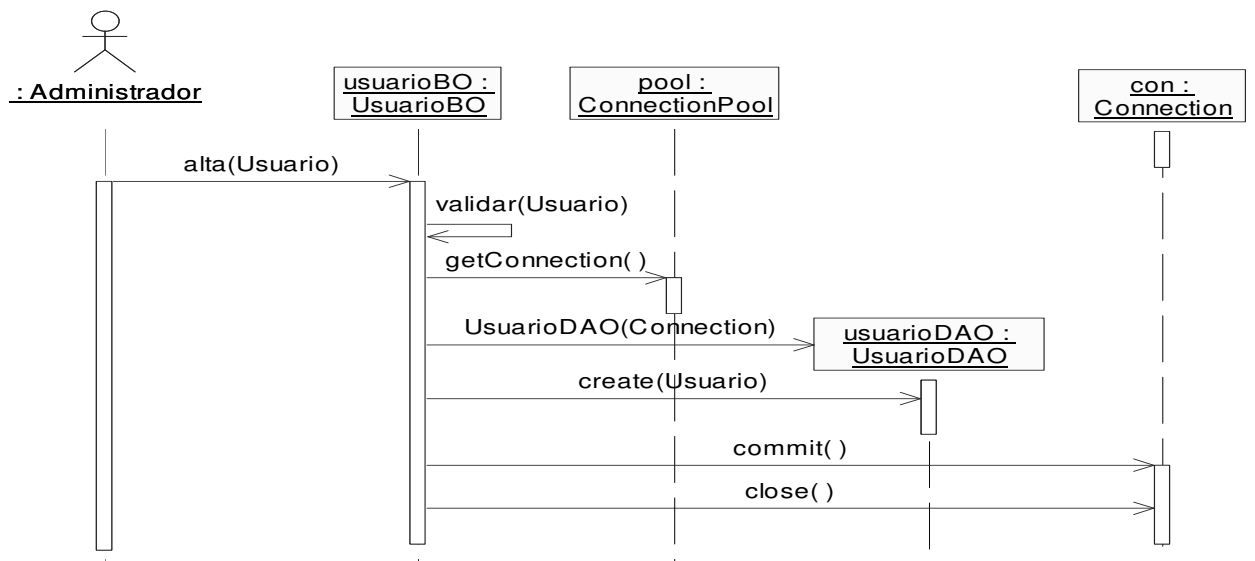 : Administrador
usuarioBO :
UsuarioBO
pool :
ConnectionPool
con :
Connection
alta(Usuario)
validar(Usuario)
getConnection( )
UsuarioDAO(Connection)
usuarioDAO :
UsuarioDAO
create(Usuario)
commit( )
close( )